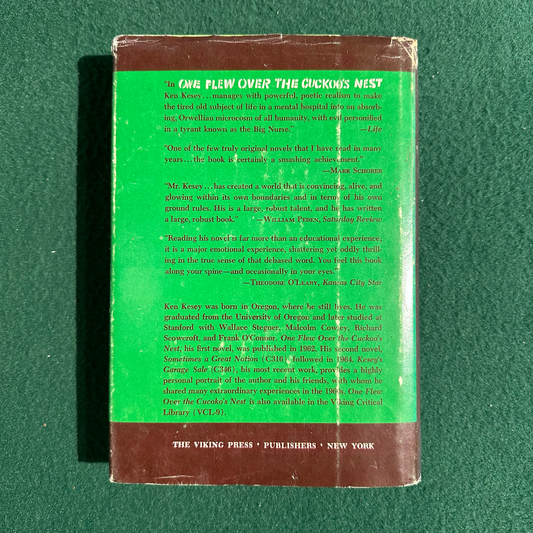 "In ONE FLEW OVER THE CUCKOO'S NEST
Ken Kesey...manages with powerful, poetic realism to make
the tired old subject of life in a mental hospital into an absorb-
ing, Orwellian microcosm of all humanity, with evil personified
in a tyrant known as the Big Nurse." —Life
"One of the few truly original novels that I have read in many
years...the book is certainly a smashing achievement."
—MARK SCHORER
"Mr. Kesey...has created a world that is convincing, alive, and
glowing within its own boundaries and in terms of his own
ground rules. His is a large, robust talent, and he has written
a large, robust book." —WILLIAM PEDEN, Saturday Review
"Reading his novel is far more than an educational experience;
it is a major emotional experience, shattering yet oddly thrill-
ing in the true sense of that debased word. You feel this book
along your spine—and occasionally in your eyes."
—THEODORE O'LEARY, Kansas City Star
Ken Kesey was born in Oregon, where he still lives. He was
graduated from the University of Oregon and later studied at
Stanford with Wallace Stegner, Malcolm Cowley, Richard
Scowcroft, and Frank O'Connor. One Flew Over the Cuckoo's
Nest, his first novel, was published in 1962. His second novel,
Sometimes a Great Notion (C316), followed in 1964. Kesey's
Garage Sale (C346), his most recent work, provides a highly
personal portrait of the author and his friends, with whom he
shared many extraordinary experiences in the 1960s. One Flew
Over the Cuckoo's Nest is also available in the Viking Critical
Library (VCL-9).
THE VIKING PRESS • PUBLISHERS • NEW YORK